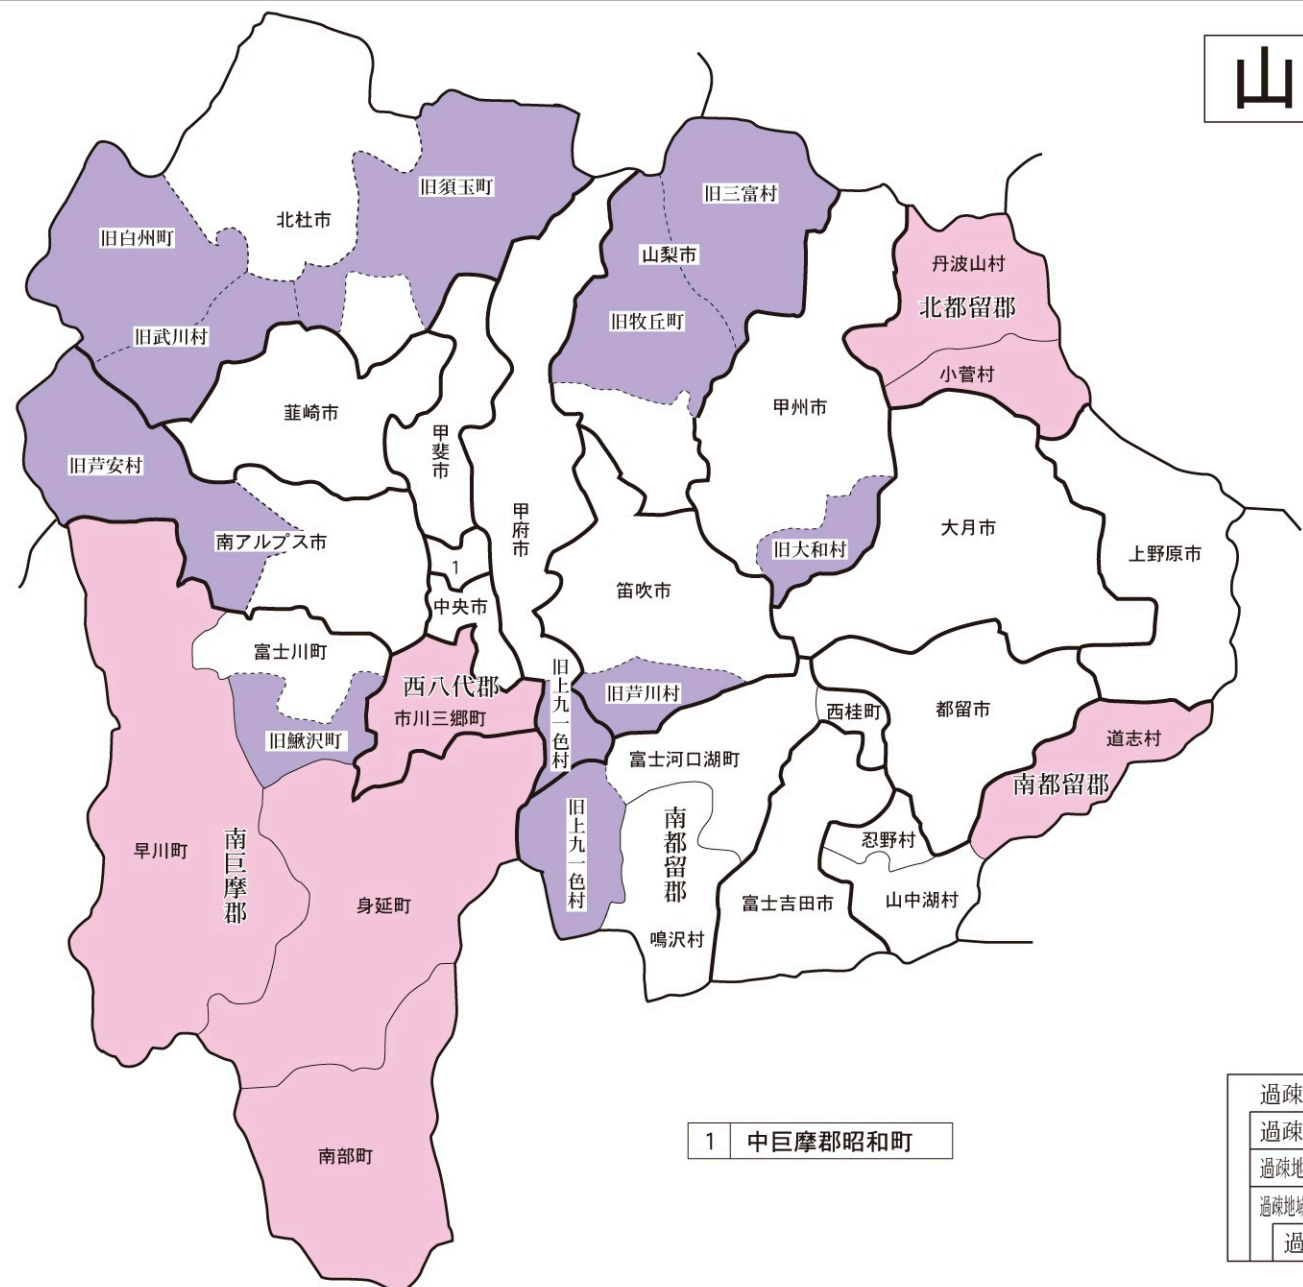 山
旧須玉町
旧三富村
北杜市
旧白州町
山梨市
丹波山村
北都留郡
旧牧丘町
旧武川村
小菅村
甲州市
韮崎市
甲斐市
旧芦安村
甲府市
大月市
南アルプス市
旧大和村
上野原市
1
笛吹市
中央市
富士川町
西八代郡
旧上九一色村
旧芦川村
市川三郷町
西桂町
都留市
旧鰍沢町
道志村
富士河口湖町
南都留郡
旧上九一色村
南都留郡
忍野村
早川町
南巨摩郡
身延町
富士吉田市
山中湖村
鳴沢村
南部町
1 中巨摩郡昭和町
過疎
過疎
過疎地
過疎地域
過